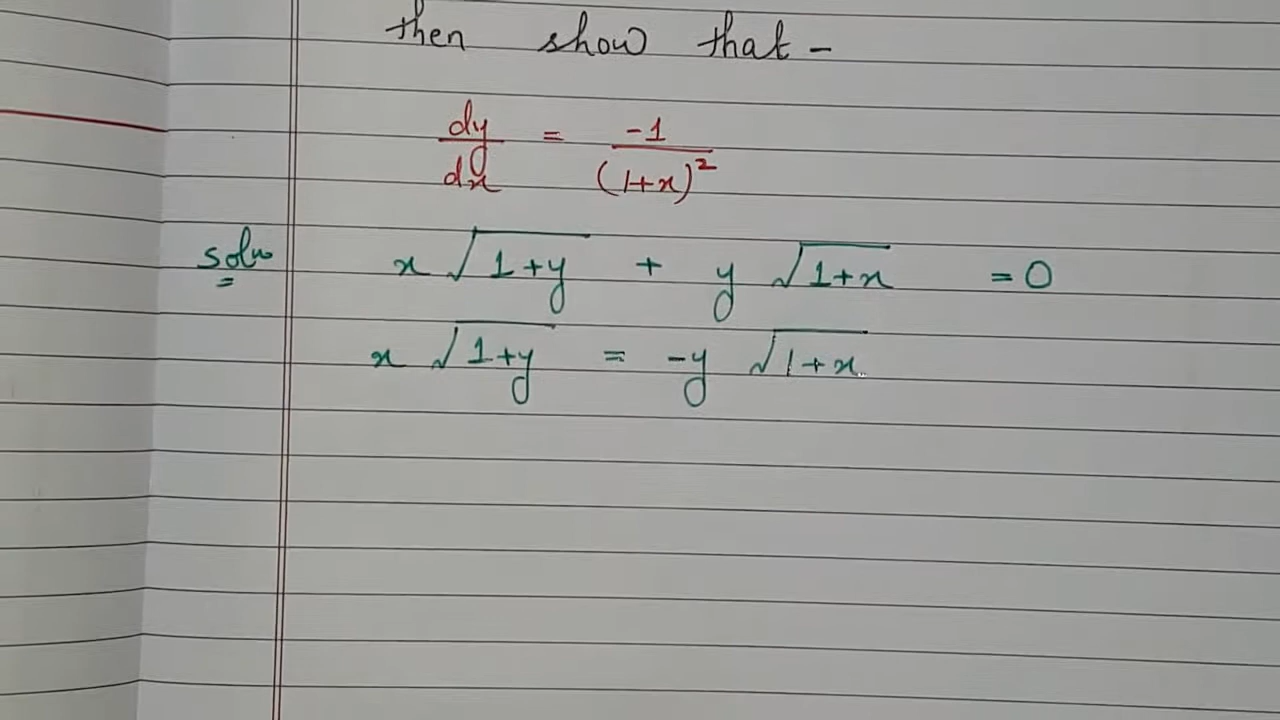 then show that -
dy/dx = -1/(1+x)²
soln x √(1+y) + y √(1+x) = 0
x √(1+y) = -y √(1+x)